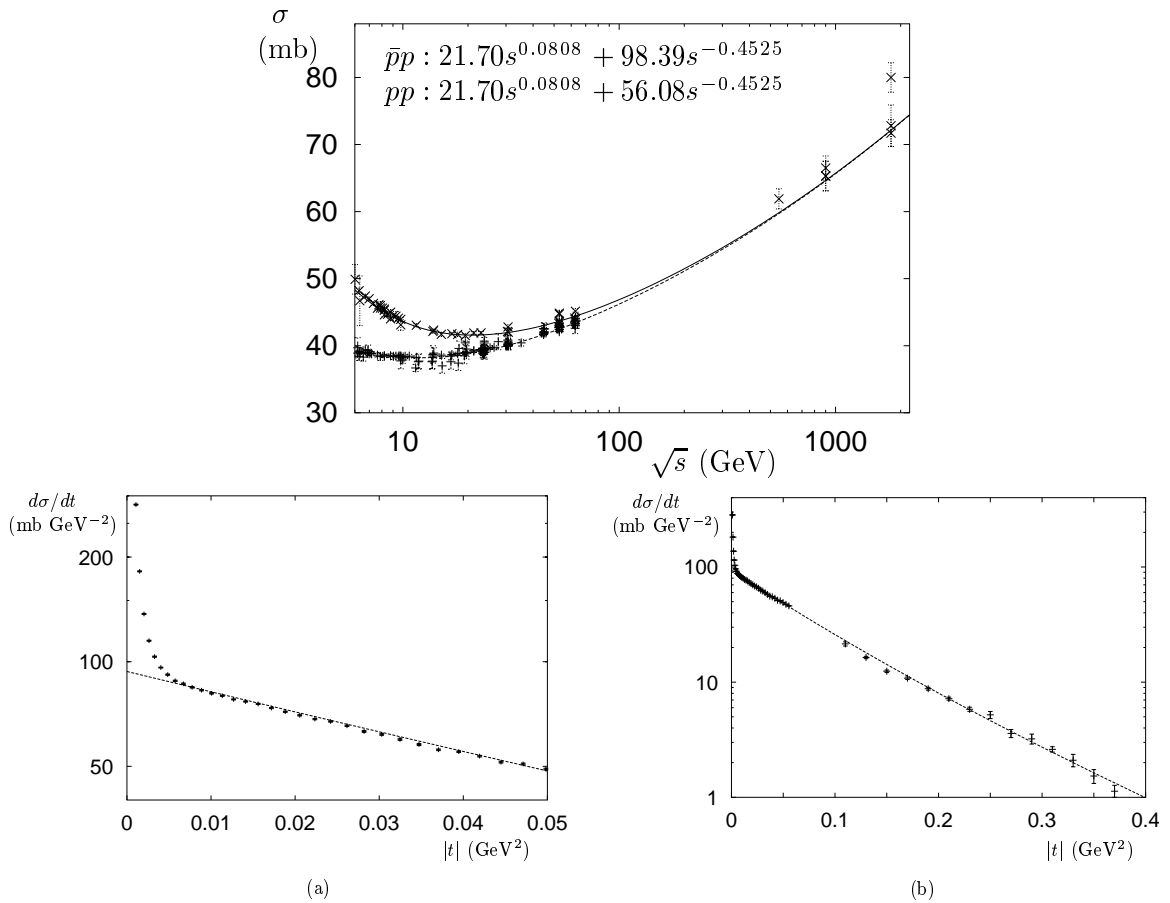 σ
(mb)
p̄p : 21.70s^0.0808 + 98.39s^−0.4525
pp : 21.70s^0.0808 + 56.08s^−0.4525
80
70
60
50
40
30
10 100 1000
√s (GeV)
dσ/dt
(mb GeV^−2)
200
100
50
0 0.01 0.02 0.03 0.04 0.05
|t| (GeV^2)
(a)
dσ/dt
(mb GeV^−2)
100
10
1
0 0.1 0.2 0.3 0.4
|t| (GeV^2)
(b)